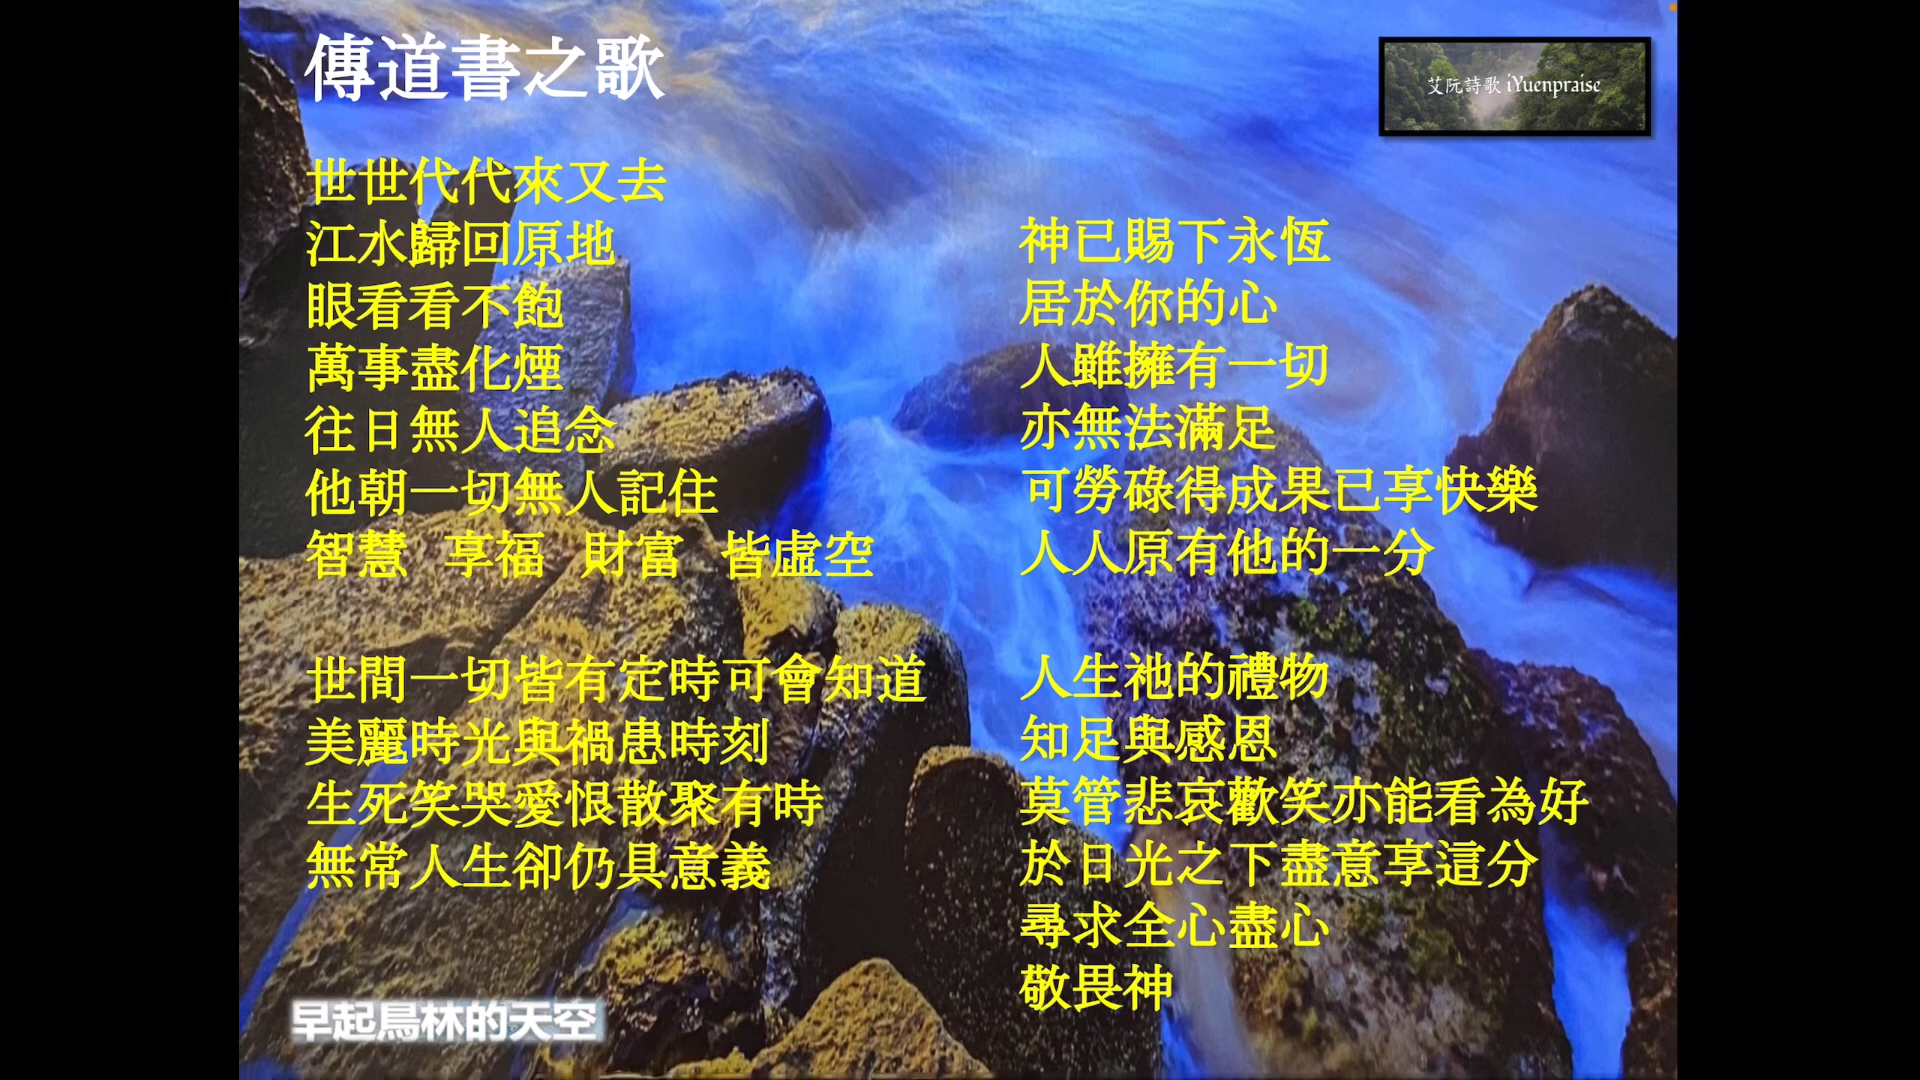 傳道書之歌
艾阮詩歌 iYuenpraise
世世代代來又去
江水歸回原地
眼看看不飽
萬事盡化煙
往日無人追念
他朝一切無人記住
智慧 享福 財富 皆虛空
世間一切皆有定時可會知道
美麗時光與禍患時刻
生死笑哭愛恨散聚有時
無常人生卻仍具意義
神已賜下永恆
居於你的心
人雖擁有一切
亦無法滿足
可勞碌得成果已享快樂
人人原有他的一分
人生祂的禮物
知足與感恩
莫管悲哀歡笑亦能看為好
於日光之下盡意享這分
尋求全心盡心
敬畏神
早起鳥林的天空